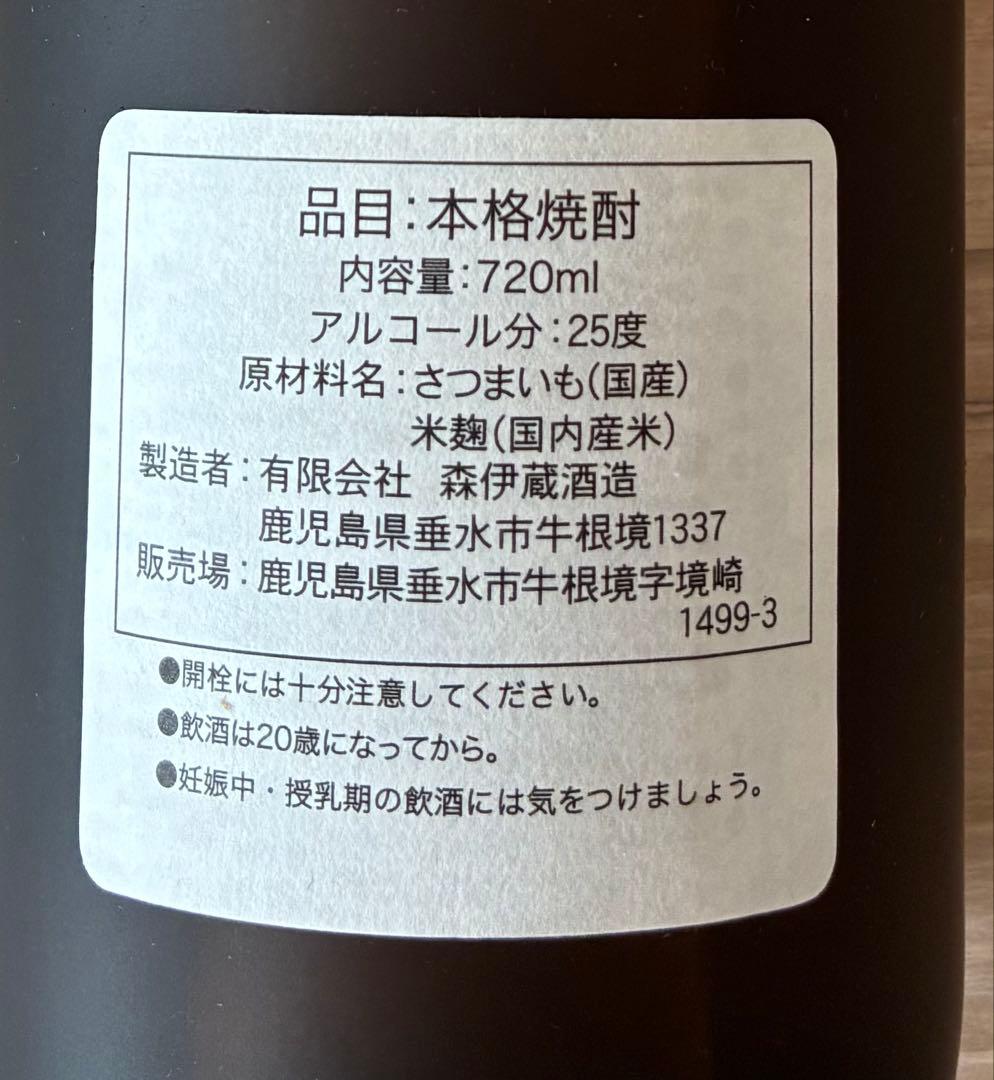 品目：本格焼酎
内容量：720ml
アルコール分：25度
原材料名：さつまいも（国産）
米麹（国内産米）
製造者：有限会社 森伊蔵酒造
鹿児島県垂水市牛根境1337
販売場：鹿児島県垂水市牛根境字境崎
1499-3
●開栓には十分注意してください。
●飲酒は20歳になってから。
●妊娠中・授乳期の飲酒には気をつけましょう。